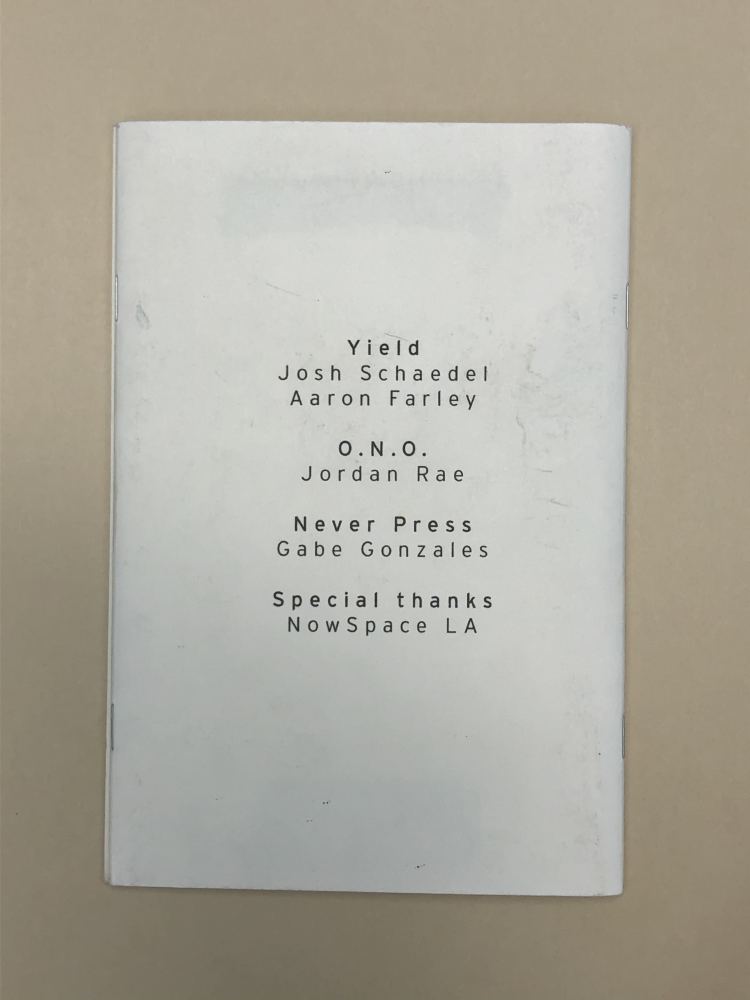 Yield
Josh Schaedel
Aaron Farley
O.N.O.
Jordan Rae
Never Press
Gabe Gonzales
Special thanks
NowSpace LA